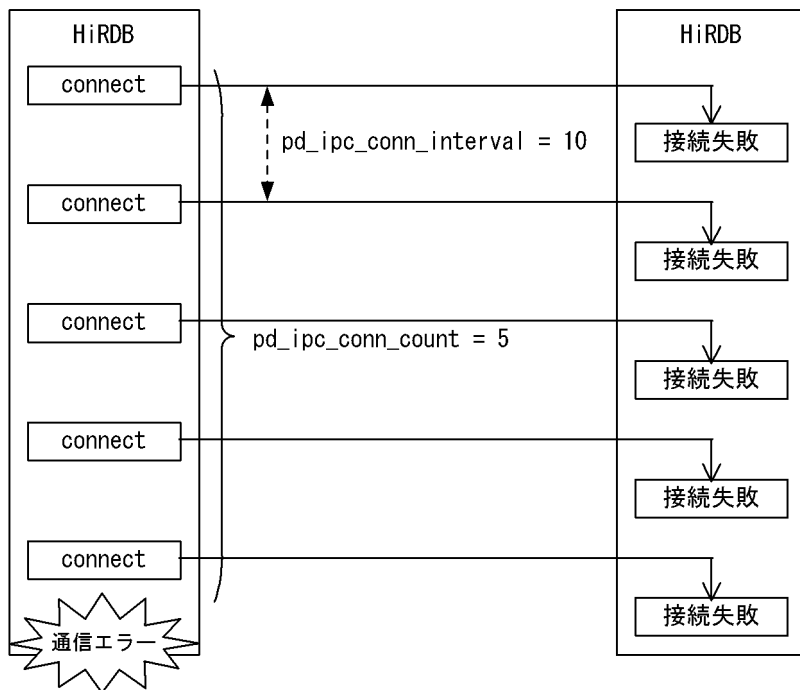 HiRDB
HiRDB
connect
接続失敗
pd_ipc_conn_interval = 10
connect
接続失敗
connect
pd_ipc_conn_count = 5
接続失敗
connect
接続失敗
connect
接続失敗
通信エラー